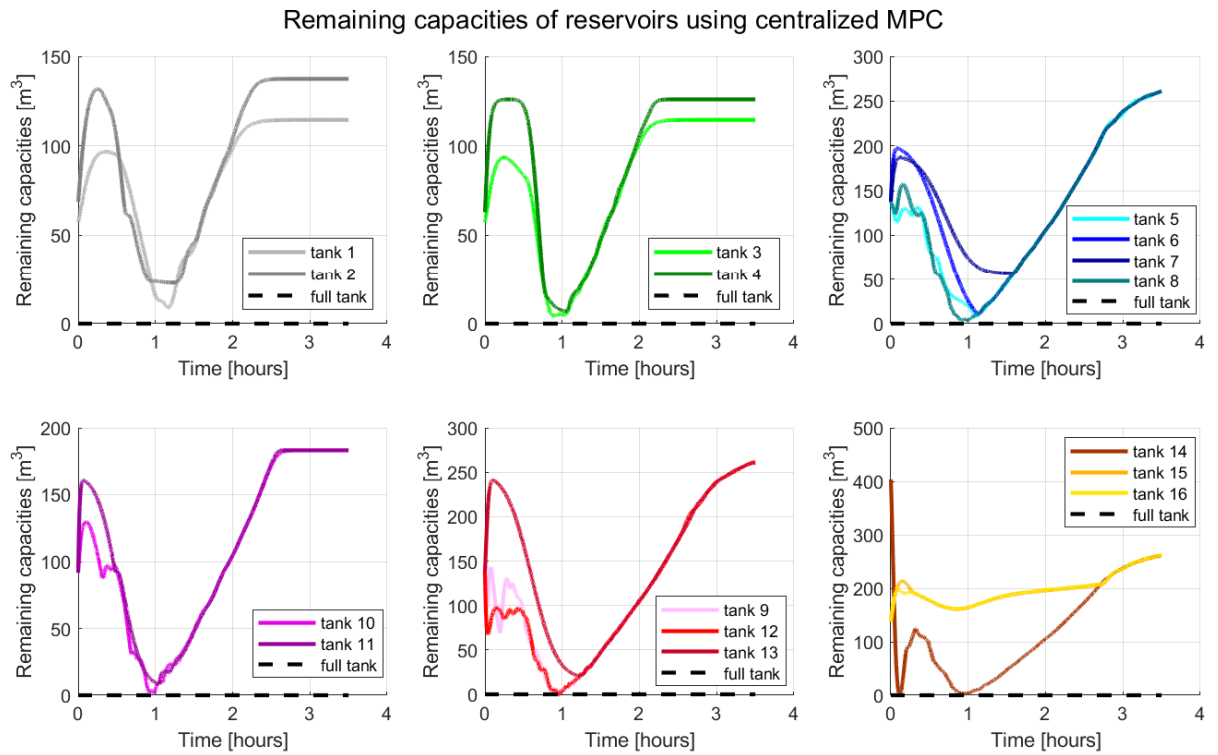 Remaining capacities of reservoirs using centralized MPC
Remaining capacities [m³]
150
100
50
0
0 1 2 3 4
Time [hours]
tank 1
tank 2
full tank
Remaining capacities [m³]
150
100
50
0
0 1 2 3 4
Time [hours]
tank 3
tank 4
full tank
Remaining capacities [m³]
300
250
200
150
100
50
0
0 1 2 3 4
Time [hours]
tank 5
tank 6
tank 7
tank 8
full tank
Remaining capacities [m³]
200
150
100
50
0
0 1 2 3 4
Time [hours]
tank 10
tank 11
full tank
Remaining capacities [m³]
300
250
200
150
100
50
0
0 1 2 3 4
Time [hours]
tank 9
tank 12
tank 13
full tank
Remaining capacities [m³]
500
400
300
200
100
0
0 1 2 3 4
Time [hours]
tank 14
tank 15
tank 16
full tank